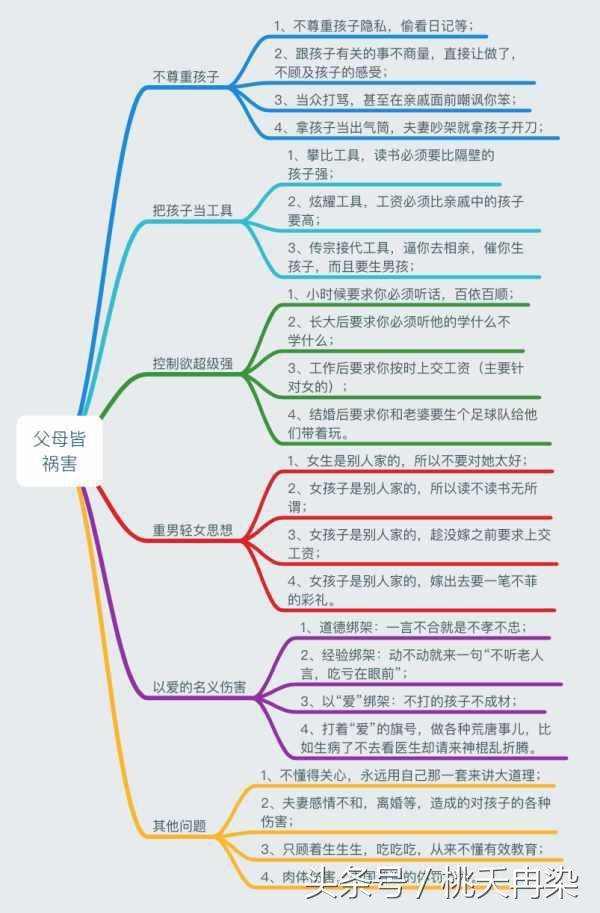 1、不尊重孩子隐私，偷看日记等；
2、跟孩子有关的事不商量，直接让做了，
不顾及孩子的感受；
不尊重孩子
3、当众打骂，甚至在亲戚面前嘲讽你笨；
4、拿孩子当出气筒，夫妻吵架就拿孩子开刀；
1、攀比工具，读书必须要比隔壁的
孩子强；
把孩子当工具
2、炫耀工具，工资必须比亲戚中的孩子
要高；
3、传宗接代工具，逼你去相亲，催你生
孩子，而且要生男孩；
1、小时候要求你必须听话，百依百顺；
2、长大后要求你必须听他的学什么不
学什么；
控制欲超级强
3、工作后要求你按时上交工资（主要针
对女的）；
4、结婚后要求你和老婆要生个足球队给他
们带着玩。
父母皆
祸害
1、女生是别人家的，所以不要对她太好；
2、女孩子是别人家的，所以读不读书无所
谓；
重男轻女思想
3、女孩子是别人家的，趁没嫁之前要求上交
工资；
4、女孩子是别人家的，嫁出去要一笔不菲
的彩礼。
1、道德绑架：一言不合就是不孝不忠；
2、经验绑架：动不动就来一句“不听老人
言，吃亏在眼前”；
以爱的名义伤害
3、以“爱”绑架：不打的孩子不成材；
4、打着“爱”的旗号，做各种荒唐事儿，比
如生病了不去看医生却请来神棍乱折腾。
1、不懂得关心，永远用自己那一套来讲大道理；
2、夫妻感情不和，离婚等，造成的对孩子的各种
伤害；
其他问题
3、只顾着生生生，吃吃吃，从来不懂有效教育；
4、肉体伤害，
头条号 / 桃夭冉染